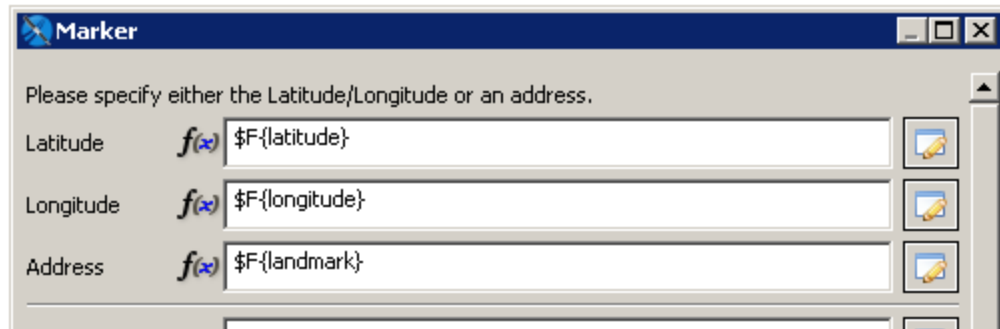 Marker
Please specify either the Latitude/Longitude or an address.
Latitude f(x) $F{latitude}
Longitude f(x) $F{longitude}
Address f(x) $F{landmark}